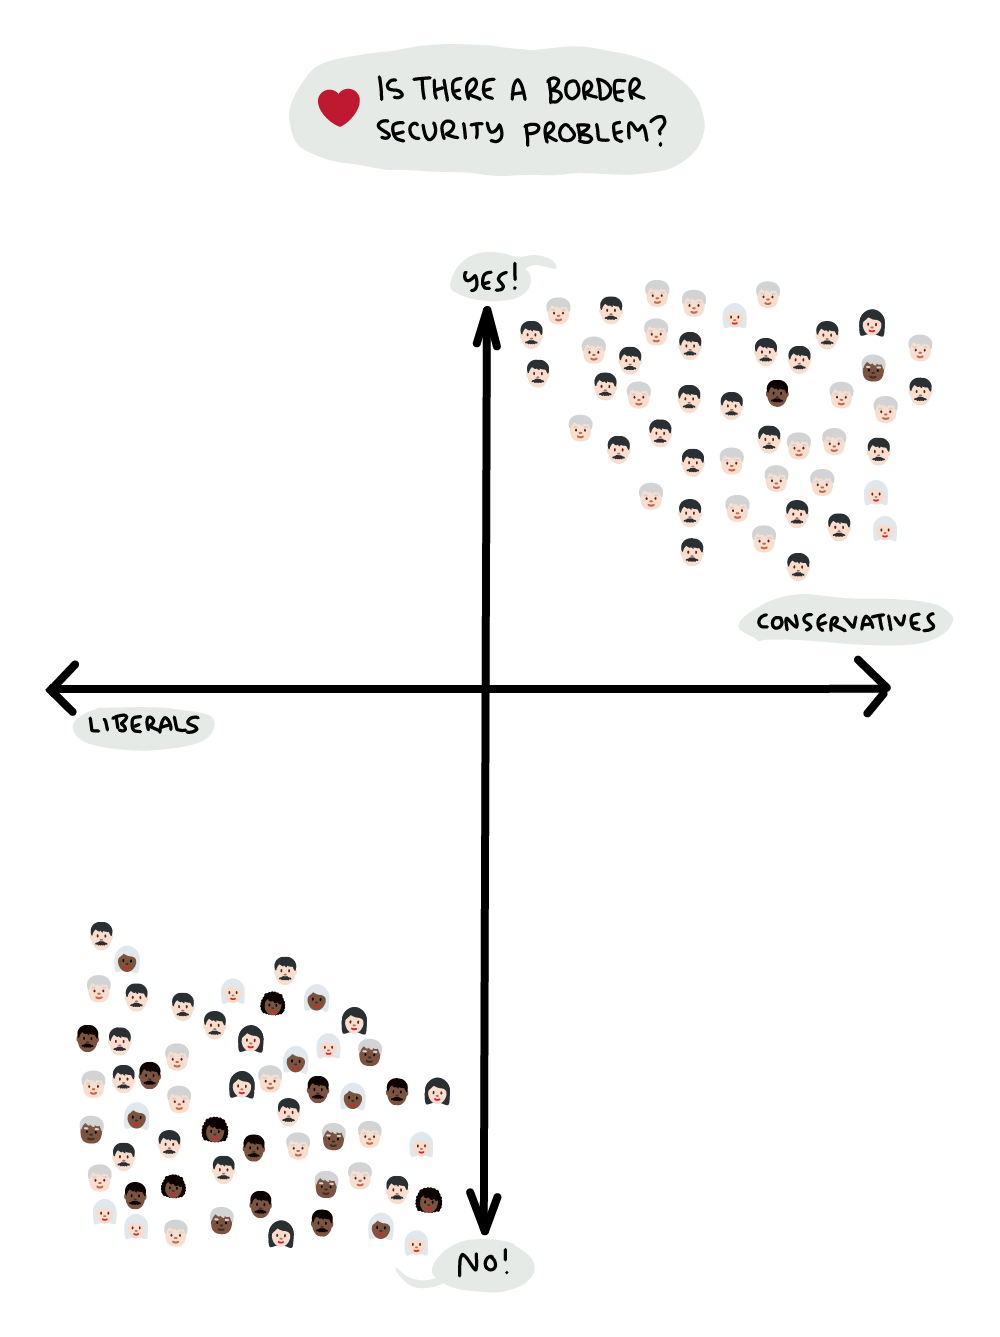 IS THERE A BORDER
SECURITY PROBLEM?
YES!
CONSERVATIVES
LIBERALS
NO!